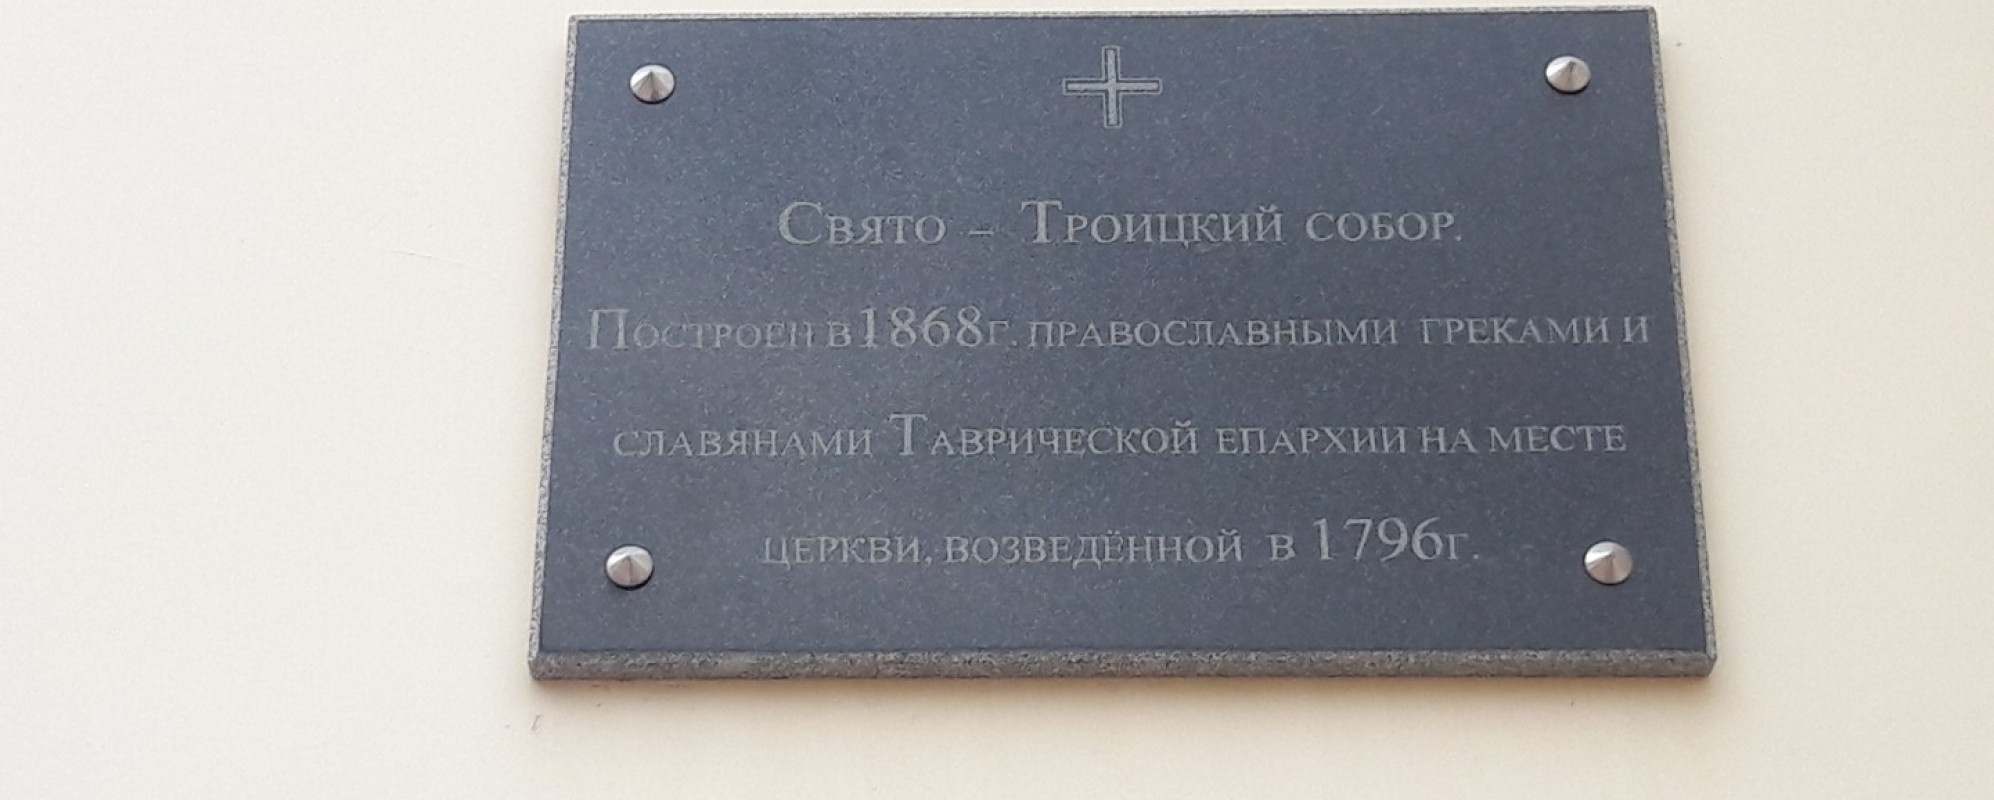 Свято - Троицкий собор.
Построен в 1868г. православными греками и
славянами Таврической епархии на месте
церкви, возведённой в 1796г.